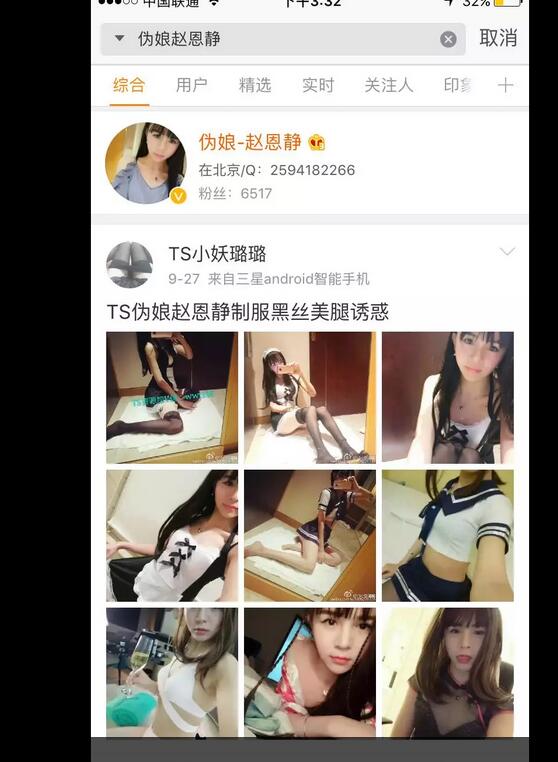 中国联通
下午3:32
32%
伪娘赵恩静
取消
综合 用户 精选 实时 关注人
伪娘-赵恩静
在北京/Q：2594182266
粉丝：6517
TS小妖璐璐
9-27 来自三星android智能手机
TS伪娘赵恩静制服黑丝美腿诱惑